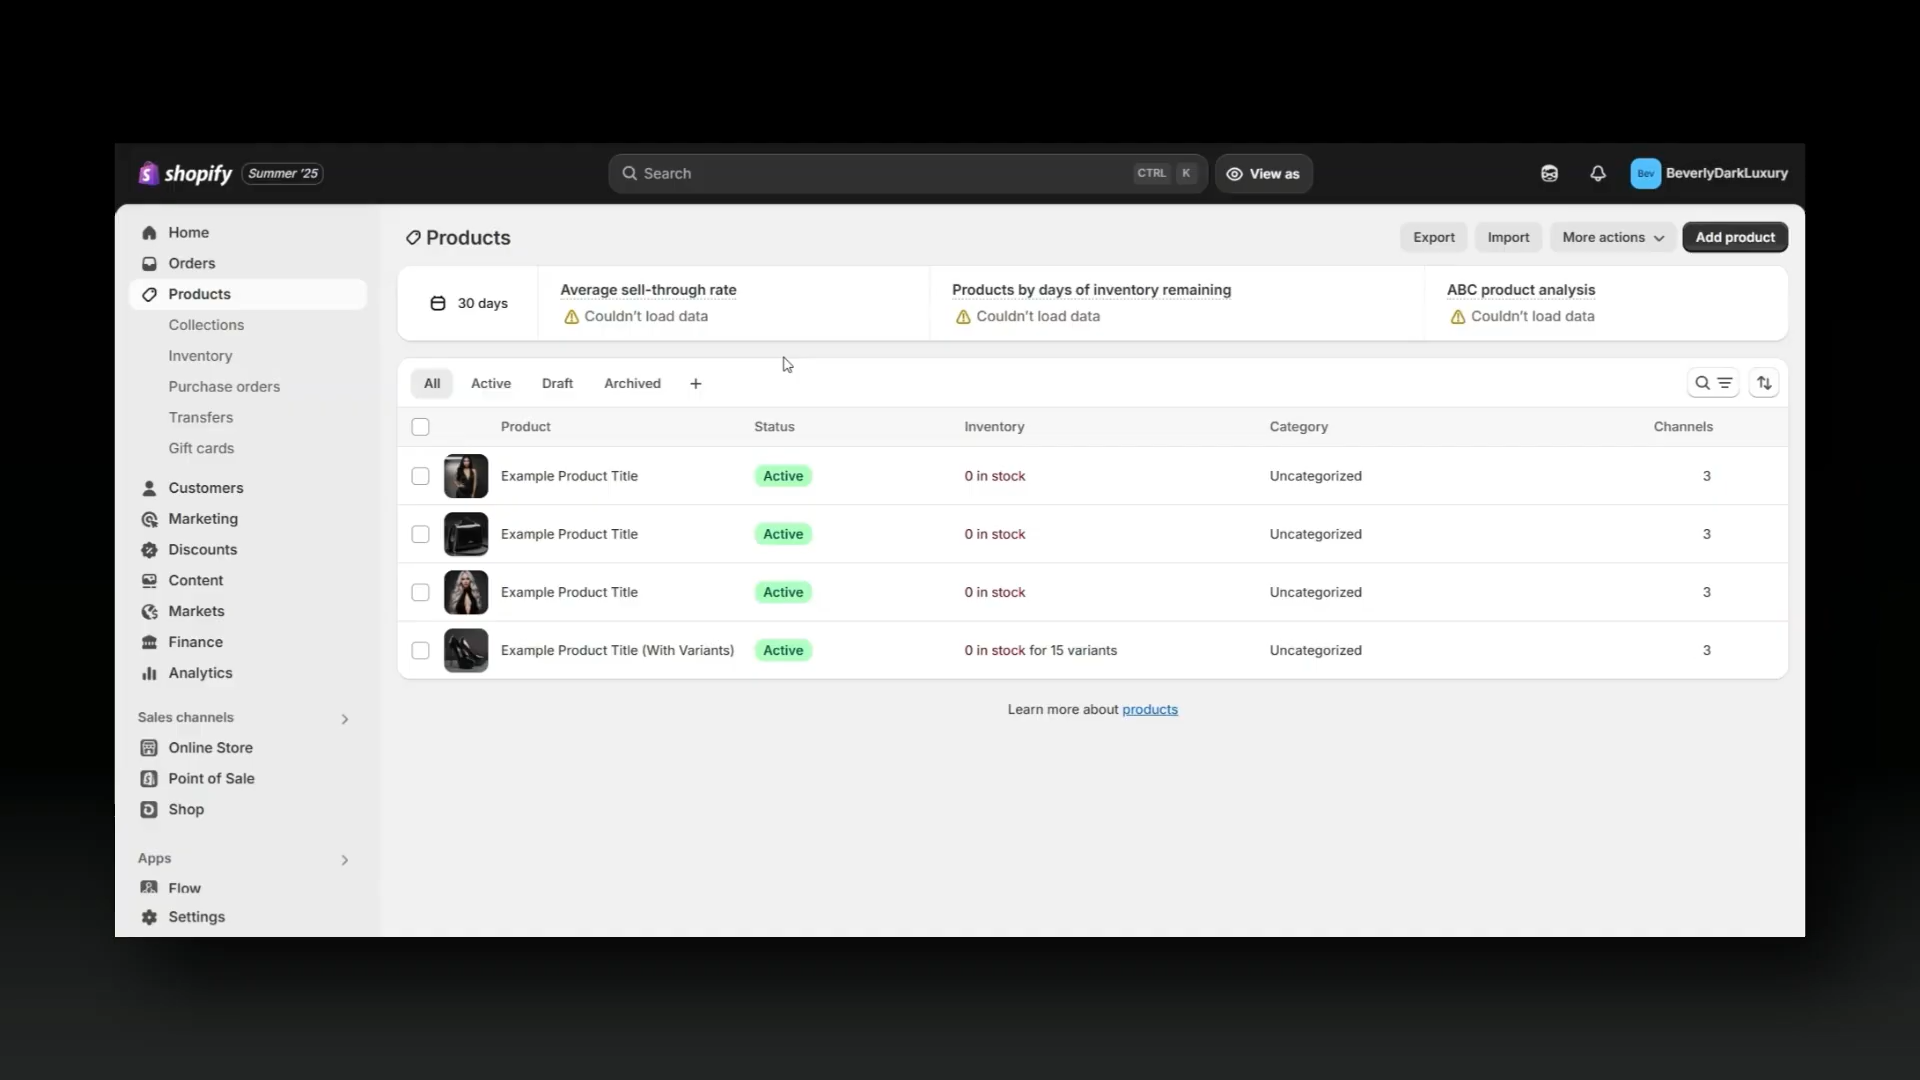 shopify Summer '25
Search CTRL K
View as
Bev BeverlyDarkLuxury
Home
Orders
Products
Collections
Inventory
Purchase orders
Transfers
Gift cards
Customers
Marketing
Discounts
Content
Markets
Finance
Analytics
Sales channels
Online Store
Point of Sale
Shop
Apps
Flow
Settings
Products
Export Import More actions Add product
30 days
Average sell-through rate
Couldn't load data
Products by days of inventory remaining
Couldn't load data
ABC product analysis
Couldn't load data
All Active Draft Archived +
Product Status Inventory Category Channels
Example Product Title Active 0 in stock Uncategorized 3
Example Product Title Active 0 in stock Uncategorized 3
Example Product Title Active 0 in stock Uncategorized 3
Example Product Title (With Variants) Active 0 in stock for 15 variants Uncategorized 3
Learn more about products